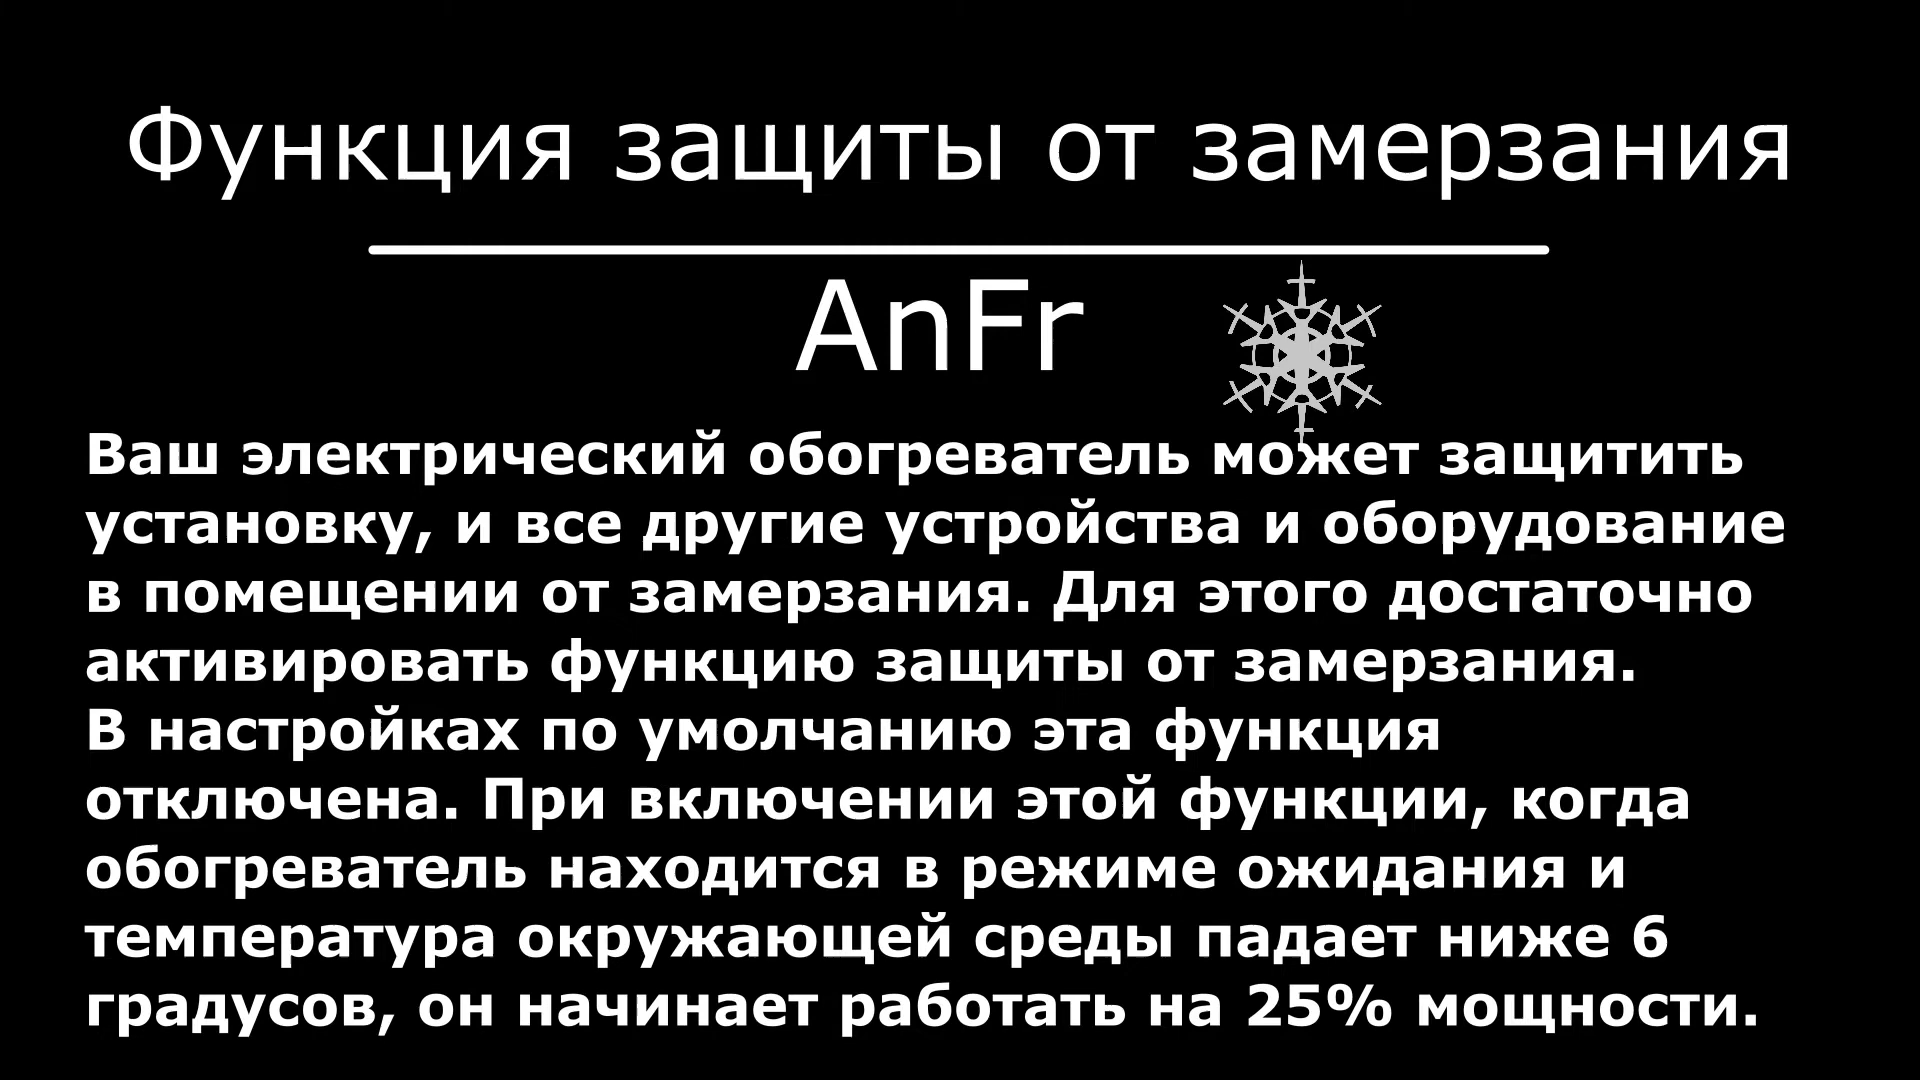 Функция защиты от замерзания
AnFr
Ваш электрический обогреватель может защитить
установку, и все другие устройства и оборудование
в помещении от замерзания. Для этого достаточно
активировать функцию защиты от замерзания.
В настройках по умолчанию эта функция
отключена. При включении этой функции, когда
обогреватель находится в режиме ожидания и
температура окружающей среды падает ниже 6
градусов, он начинает работать на 25% мощности.